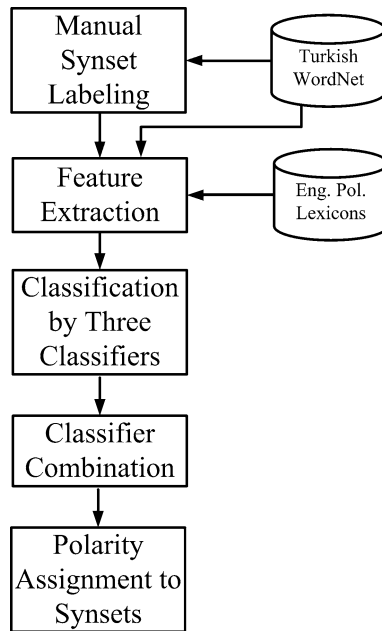 Manual
Synset
Labeling
Turkish
WordNet
Feature
Extraction
Eng. Pol.
Lexicons
Classification
by Three
Classifiers
Classifier
Combination
Polarity
Assignment to
Synsets